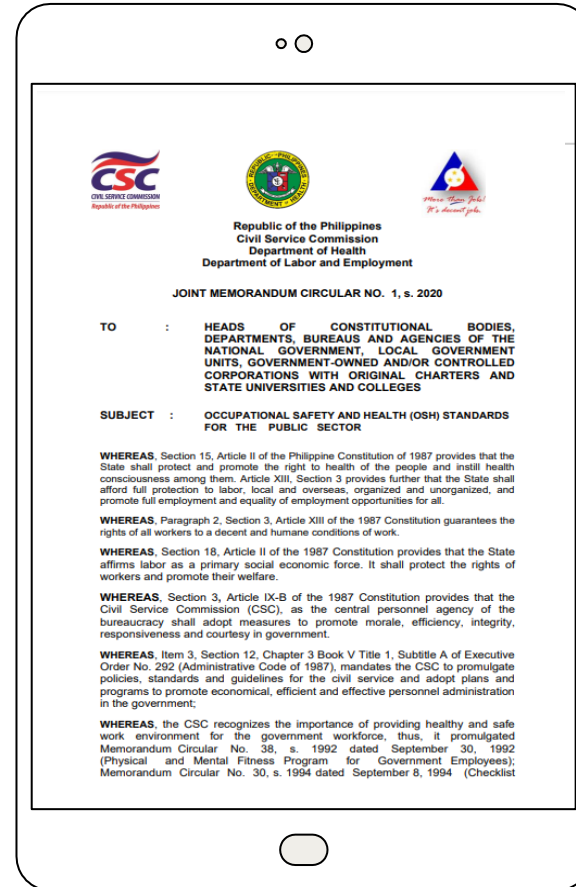 CSC
CIVIL SERVICE COMMISSION
Republic of the Philippines
REPUBLIC OF THE PHILIPPINES
DEPARTMENT OF HEALTH
More Than Jobs!
It's decent jobs.
Republic of the Philippines
Civil Service Commission
Department of Health
Department of Labor and Employment
JOINT MEMORANDUM CIRCULAR NO. 1, s. 2020
TO : HEADS OF CONSTITUTIONAL BODIES,
DEPARTMENTS, BUREAUS AND AGENCIES OF THE
NATIONAL GOVERNMENT, LOCAL GOVERNMENT
UNITS, GOVERNMENT-OWNED AND/OR CONTROLLED
CORPORATIONS WITH ORIGINAL CHARTERS AND
STATE UNIVERSITIES AND COLLEGES
SUBJECT : OCCUPATIONAL SAFETY AND HEALTH (OSH) STANDARDS
FOR THE PUBLIC SECTOR
WHEREAS, Section 15, Article II of the Philippine Constitution of 1987 provides that the
State shall protect and promote the right to health of the people and instill health
consciousness among them. Article XIII, Section 3 provides further that the State shall
afford full protection to labor, local and overseas, organized and unorganized, and
promote full employment and equality of employment opportunities for all.
WHEREAS, Paragraph 2, Section 3, Article XIII of the 1987 Constitution guarantees the
rights of all workers to a decent and humane conditions of work.
WHEREAS, Section 18, Article II of the 1987 Constitution provides that the State
affirms labor as a primary social economic force. It shall protect the rights of
workers and promote their welfare.
WHEREAS, Section 3, Article IX-B of the 1987 Constitution provides that the
Civil Service Commission (CSC), as the central personnel agency of the
bureaucracy shall adopt measures to promote morale, efficiency, integrity,
responsiveness and courtesy in government.
WHEREAS, Item 3, Section 12, Chapter 3 Book V Title 1, Subtitle A of Executive
Order No. 292 (Administrative Code of 1987), mandates the CSC to promulgate
policies, standards and guidelines for the civil service and adopt plans and
programs to promote economical, efficient and effective personnel administration
in the government;
WHEREAS, the CSC recognizes the importance of providing healthy and safe
work environment for the government workforce, thus, it promulgated
Memorandum Circular No. 38, s. 1992 dated September 30, 1992
(Physical and Mental Fitness Program for Government Employees);
Memorandum Circular No. 30, s. 1994 dated September 8, 1994 (Checklist